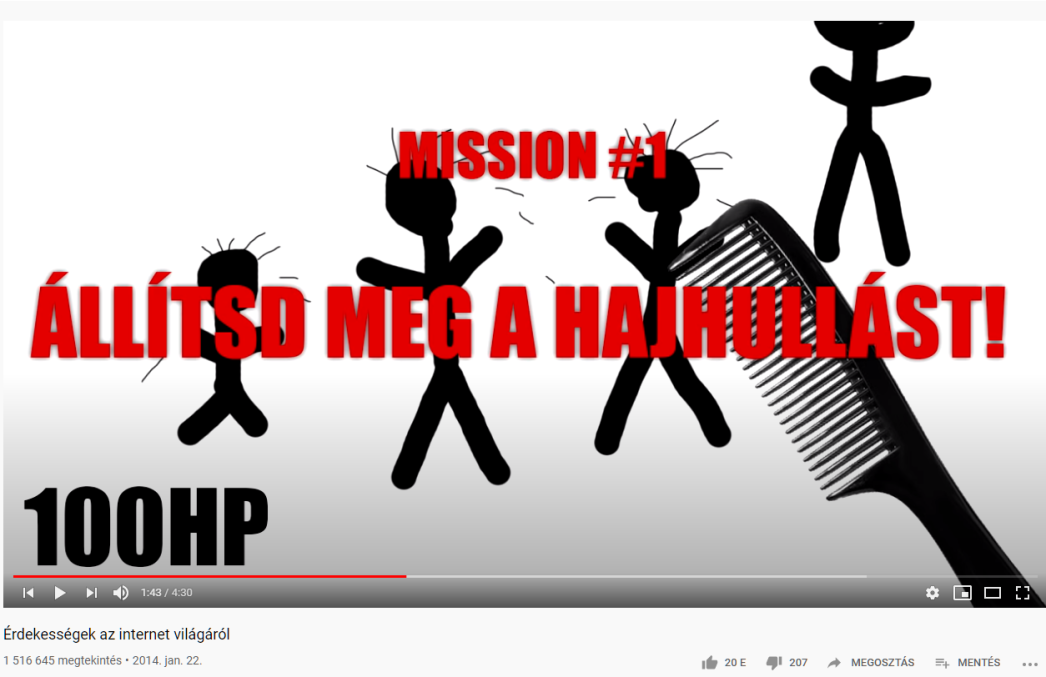 MISSION #1
ÁLLÍTSD MEG A HAJHULLÁST!
100HP
1:43 / 4:30
Érdekességek az internet világáról
1 516 645 megtekintés • 2014. jan. 22.
20 E 207 MEGOSZTÁS MENTÉS